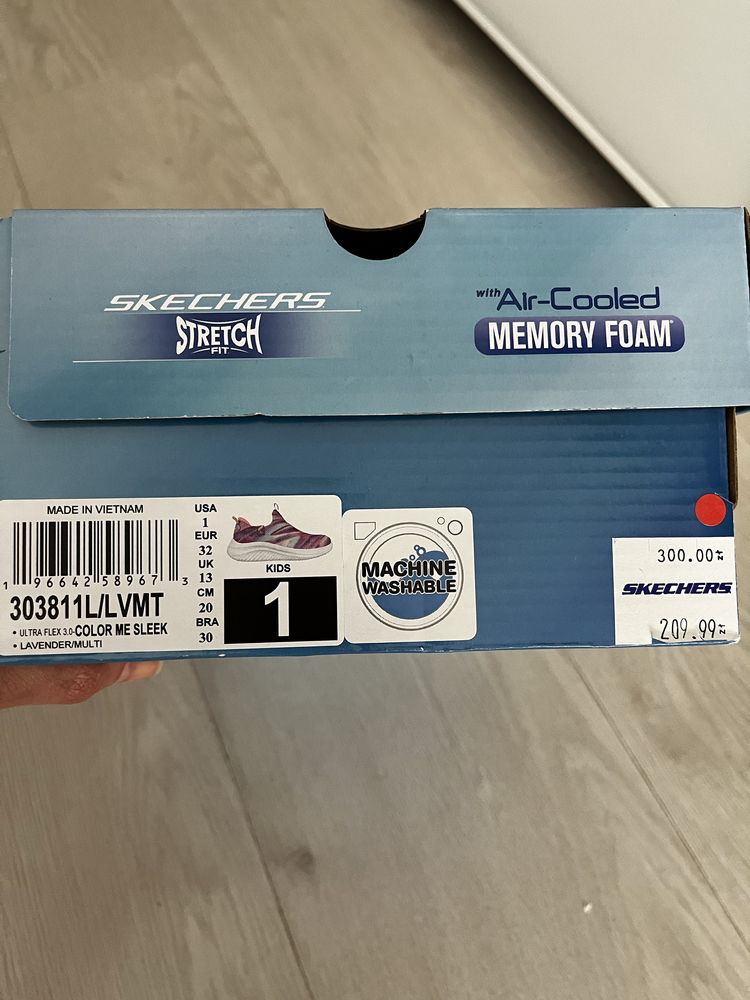 SKECHERS
STRETCH
FIT
with Air-Cooled
MEMORY FOAM
MADE IN VIETNAM
1 96642 58967 3
303811L/LVMT
• ULTRA FLEX 3.0-COLOR ME SLEEK
• LAVENDER/MULTI
USA
1
EUR
32
UK
13
CM
20
BRA
30
KIDS
1
MACHINE
WASHABLE
300.00
SKECHERS
209.99